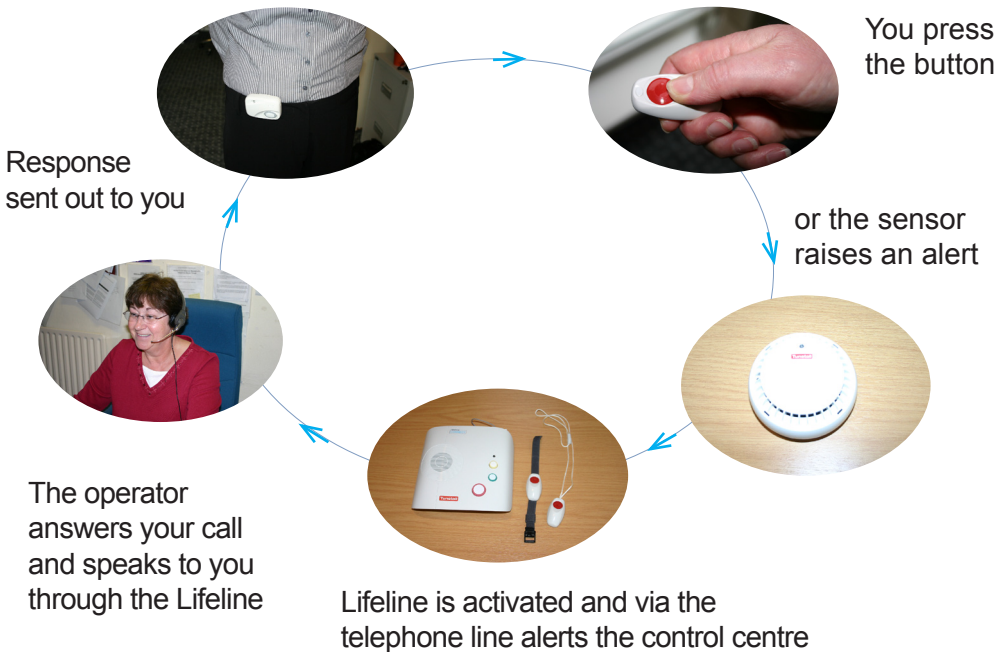 You press
the button
or the sensor
raises an alert
Lifeline is activated and via the
telephone line alerts the control centre
The operator
answers your call
and speaks to you
through the Lifeline
Response
sent out to you